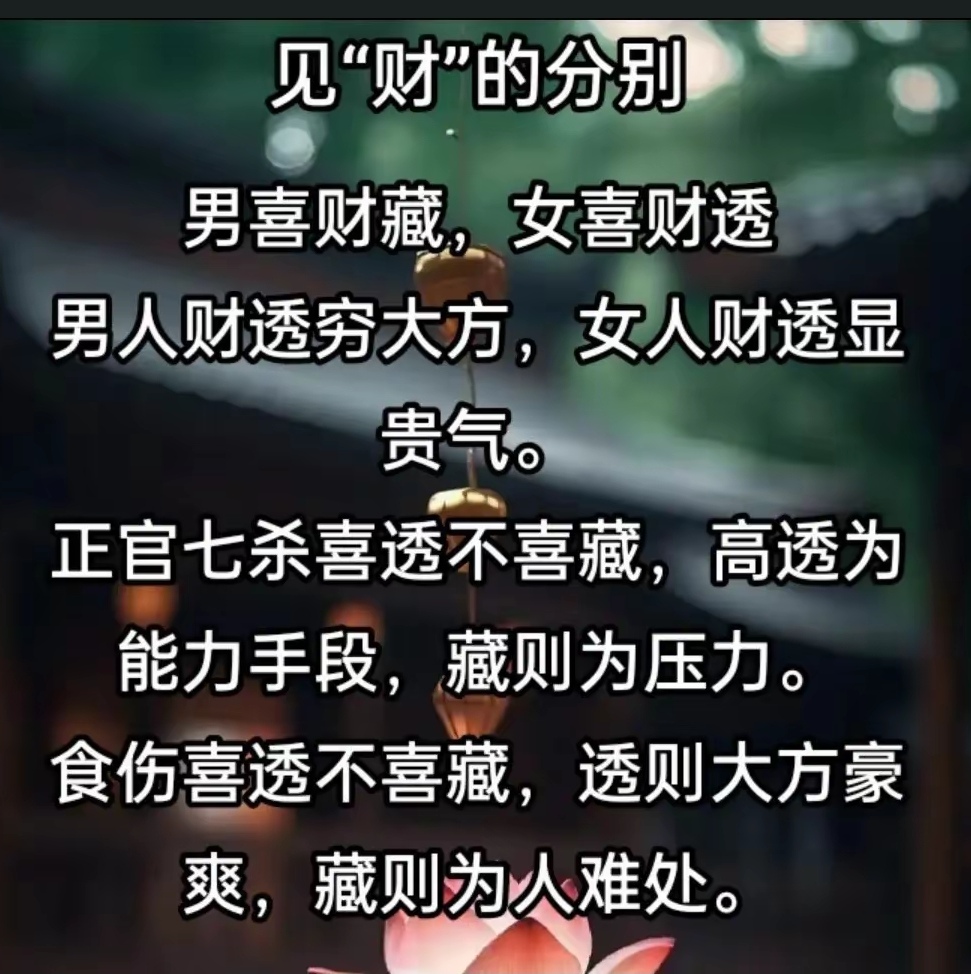 见“财”的分别
男喜财藏，女喜财透
男人财透穷大方，女人财透显
贵气。
正官七杀喜透不喜藏，高透为
能力手段，藏则为压力。
食伤喜透不喜藏，透则大方豪
爽，藏则为人难处。